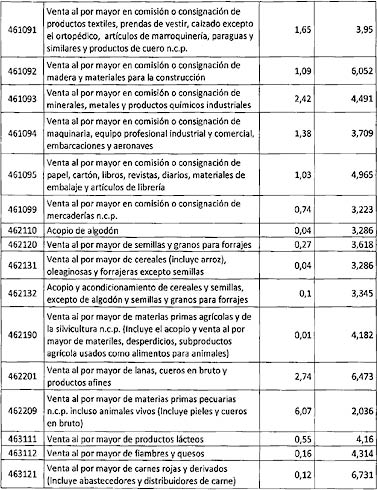 461091 Venta al por mayor en comisión o consignación de
productos textiles, prendas de vestir, calzado excepto
el ortopédico, artículos de marroquinería, paraguas y
similares y productos de cuero n.c.p. 1,65 3,95
461092 Venta al por mayor en comisión o consignación de
madera y materiales para la construcción 1,09 6,052
461093 Venta al por mayor en comisión o consignación de
minerales, metales y productos químicos industriales 2,42 4,491
461094 Venta al por mayor en comisión o consignación de
maquinaria, equipo profesional industrial y comercial,
embarcaciones y aeronaves 1,38 3,709
461095 Venta al por mayor en comisión o consignación de
papel, cartón, libros, revistas, diarios, materiales de
embalaje y artículos de librería 1,03 4,965
461099 Venta al por mayor en comisión o consignación de
mercaderías n.c.p. 0,74 3,223
462110 Acopio de algodón 0,04 3,286
462120 Venta al por mayor de semillas y granos para forrajes 0,27 3,618
462131 Venta al por mayor de cereales (incluye arroz),
oleaginosas y forrajeras excepto semillas 0,04 3,286
462132 Acopio y acondicionamiento de cereales y semillas,
excepto de algodón y semillas y granos para forrajes 0,1 3,345
462190 Venta al por mayor de materias primas agrícolas y de
la silvicultura n.c.p. (Incluye el acopio y venta al por
mayor de materiles, desperdicios, subproductos
agrícola usados como alimentos para animales) 0,01 4,182
462201 Venta al por mayor de lanas, cueros en bruto y
productos afines 2,74 6,473
462209 Venta al por mayor de materias primas pecuarias
n.c.p. incluso animales vivos (Incluye pieles y cueros
en bruto) 6,07 2,036
463111 Venta al por mayor de productos lácteos 0,55 4,16
463112 Venta al por mayor de fiambres y quesos 0,16 4,314
463121 Venta al por mayor de carnes rojas y derivados
(Incluye abastecedores y distribuidores de carne) 0,12 6,731